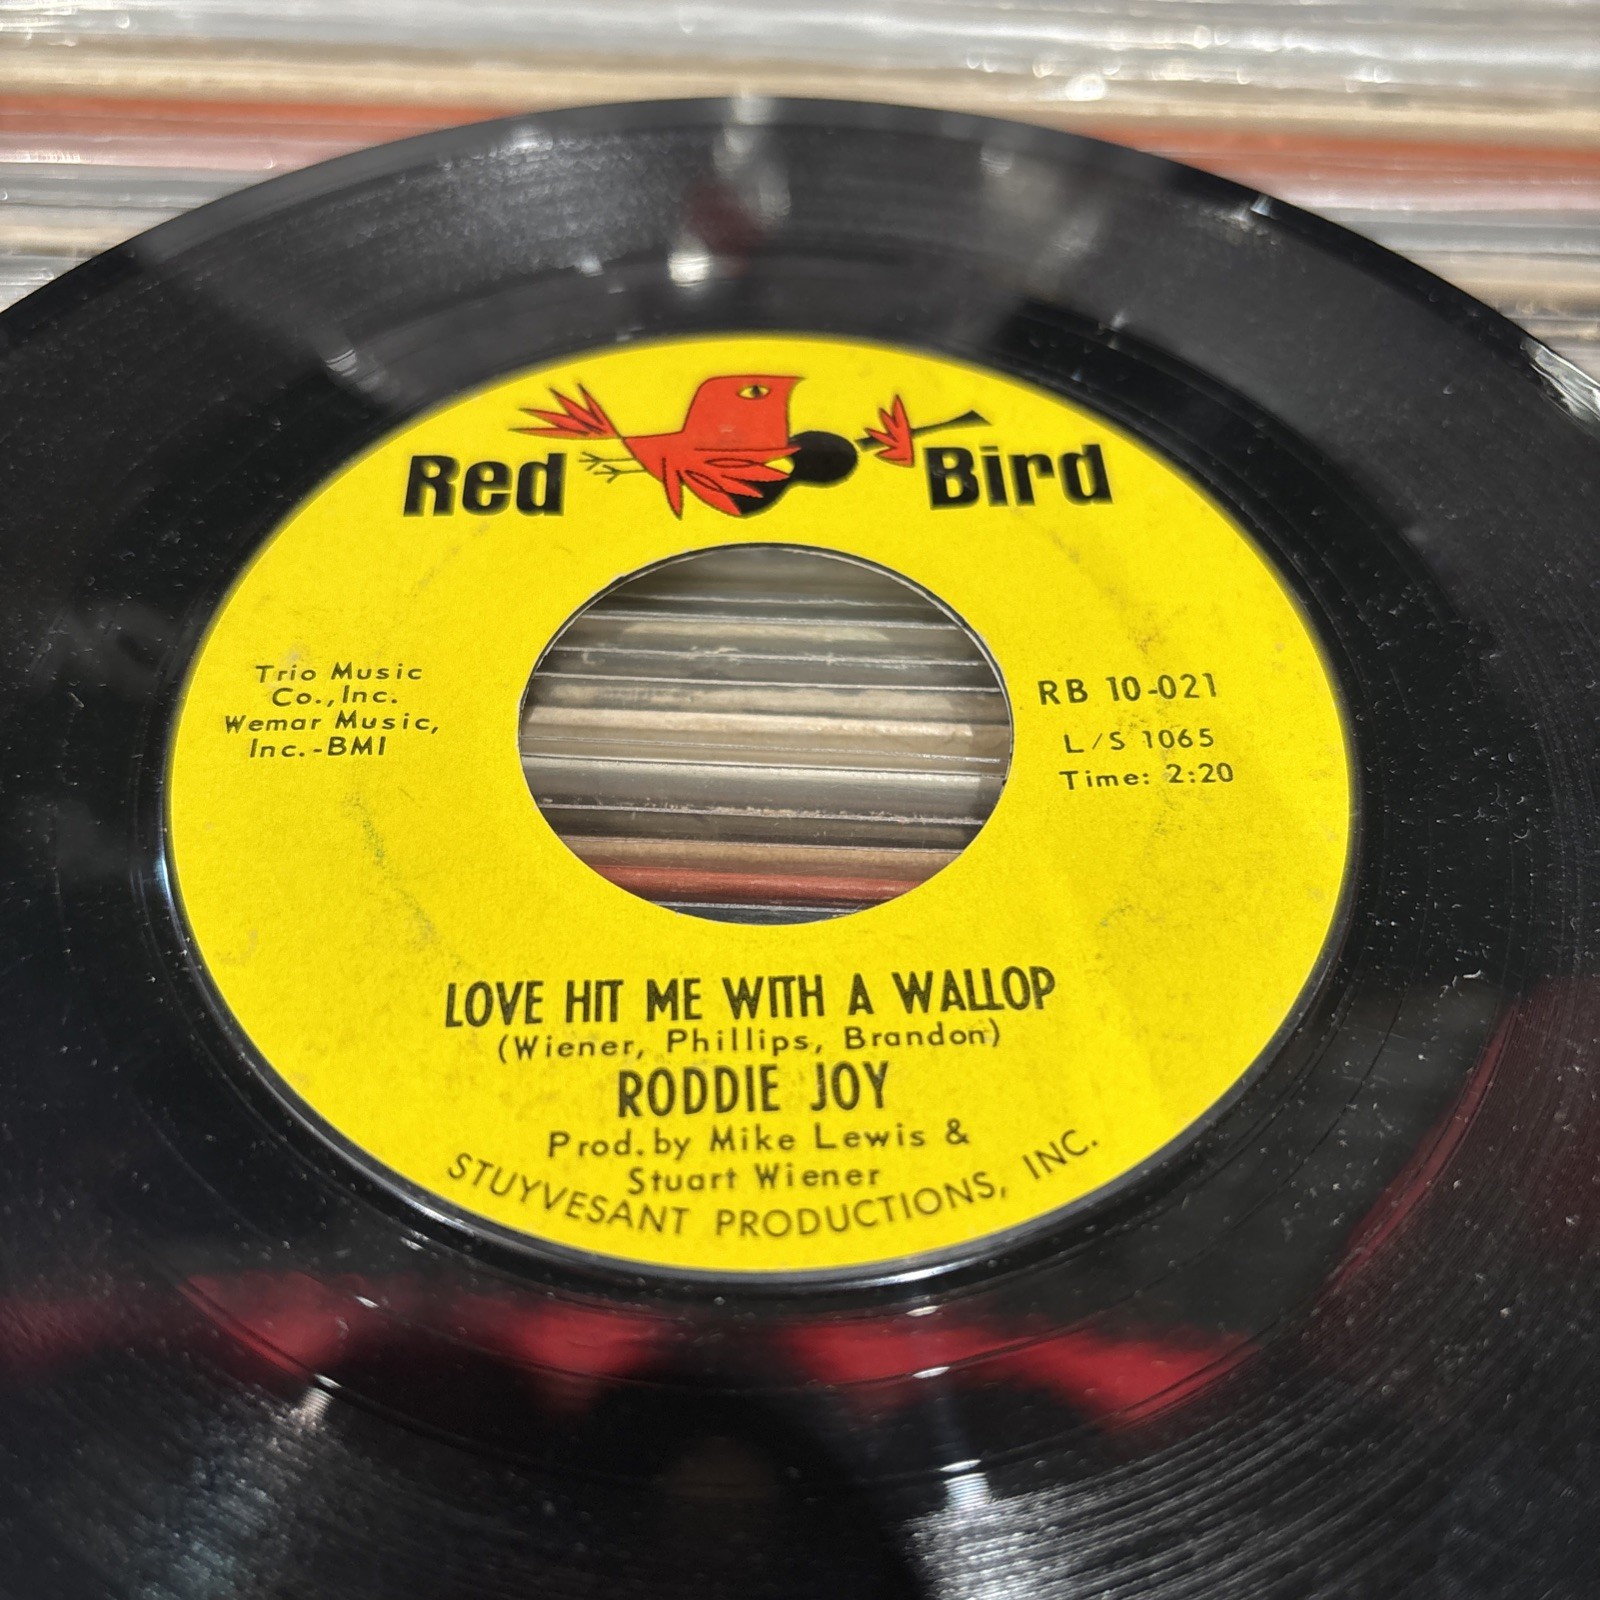 Red Bird
Trio Music
Co., Inc.
Wemar Music,
Inc.-BMI
RB 10-021
L/S 1065
Time: 2:20
LOVE HIT ME WITH A WALLOP
(Wiener, Phillips, Brandon)
RODDIE JOY
Prod. by Mike Lewis &
Stuart Wiener
STUYVESANT PRODUCTIONS, INC.